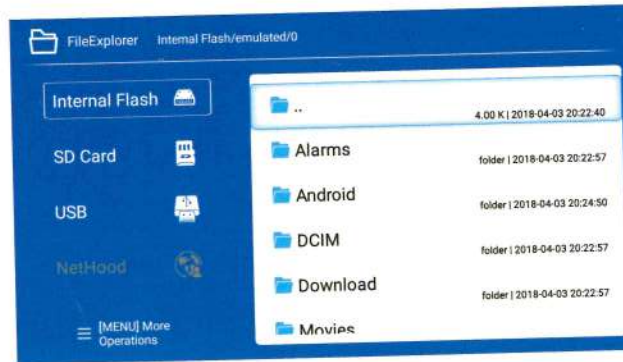 FileExplorer Internal Flash/emulated/0
Internal Flash
SD Card
USB
NetHood
[MENU] More
Operations
..
4.00 K | 2018-04-03 20:22:40
Alarms
folder | 2018-04-03 20:22:57
Android
folder | 2018-04-03 20:24:50
DCIM
folder | 2018-04-03 20:22:57
Download
folder | 2018-04-03 20:22:57
Movies